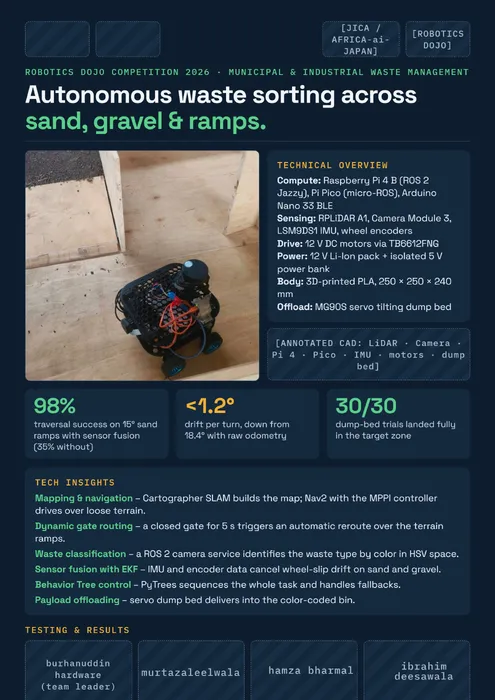 [JICA /
AFRICA-ai-
JAPAN]
[ROBOTICS
DOJO]
ROBOTICS DOJO COMPETITION 2026 · MUNICIPAL & INDUSTRIAL WASTE MANAGEMENT
Autonomous waste sorting across
sand, gravel & ramps.
TECHNICAL OVERVIEW
Compute: Raspberry Pi 4 B (ROS 2
Jazzy), Pi Pico (micro-ROS), Arduino
Nano 33 BLE
Sensing: RPLiDAR A1, Camera Module 3,
LSM9DS1 IMU, wheel encoders
Drive: 12 V DC motors via TB6612FNG
Power: 12 V Li-Ion pack + isolated 5 V
power bank
Body: 3D-printed PLA, 250 × 250 × 240
mm
Offload: MG90S servo tilting dump bed
[ANNOTATED CAD: LiDAR · Camera ·
Pi 4 · Pico · IMU · motors · dump
bed]
98%
traversal success on 15° sand
ramps with sensor fusion
(35% without)
<1.2°
drift per turn, down from
18.4° with raw odometry
30/30
dump-bed trials landed fully
in the target zone
TECH INSIGHTS
Mapping & navigation – Cartographer SLAM builds the map; Nav2 with the MPPI controller
drives over loose terrain.
Dynamic gate routing – a closed gate for 5 s triggers an automatic reroute over the terrain
ramps.
Waste classification – a ROS 2 camera service identifies the waste type by color in HSV space.
Sensor fusion with EKF – IMU and encoder data cancel wheel-slip drift on sand and gravel.
Behavior Tree control – PyTrees sequences the whole task and handles fallbacks.
Payload offloading – servo dump bed delivers into the color-coded bin.
TESTING & RESULTS
burhanuddin
hardware
(team leader)
murtazaleelwala
hamza bharmal
ibrahim
deesawala